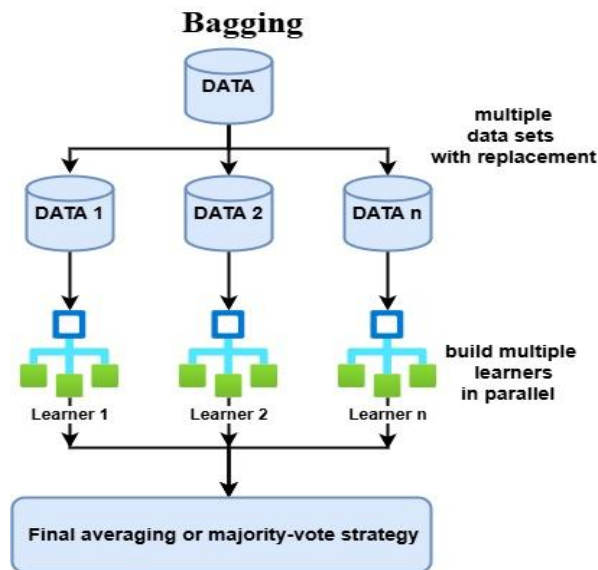 Bagging
DATA
multiple
data sets
with replacement
DATA 1
DATA 2
DATA n
build multiple
learners
in parallel
Learner 1
Learner 2
Learner n
Final averaging or majority-vote strategy